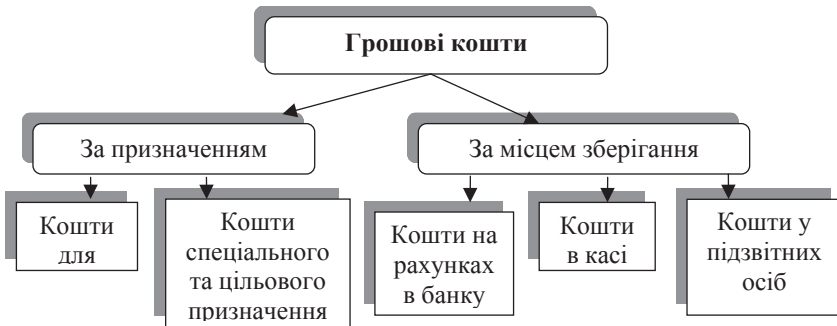 Грошові кошти
За призначенням
За місцем зберігання
Кошти
для
Кошти
спеціального
та цільового
призначення
Кошти на
рахунках
в банку
Кошти
в касі
Кошти у
підзвітних
осіб